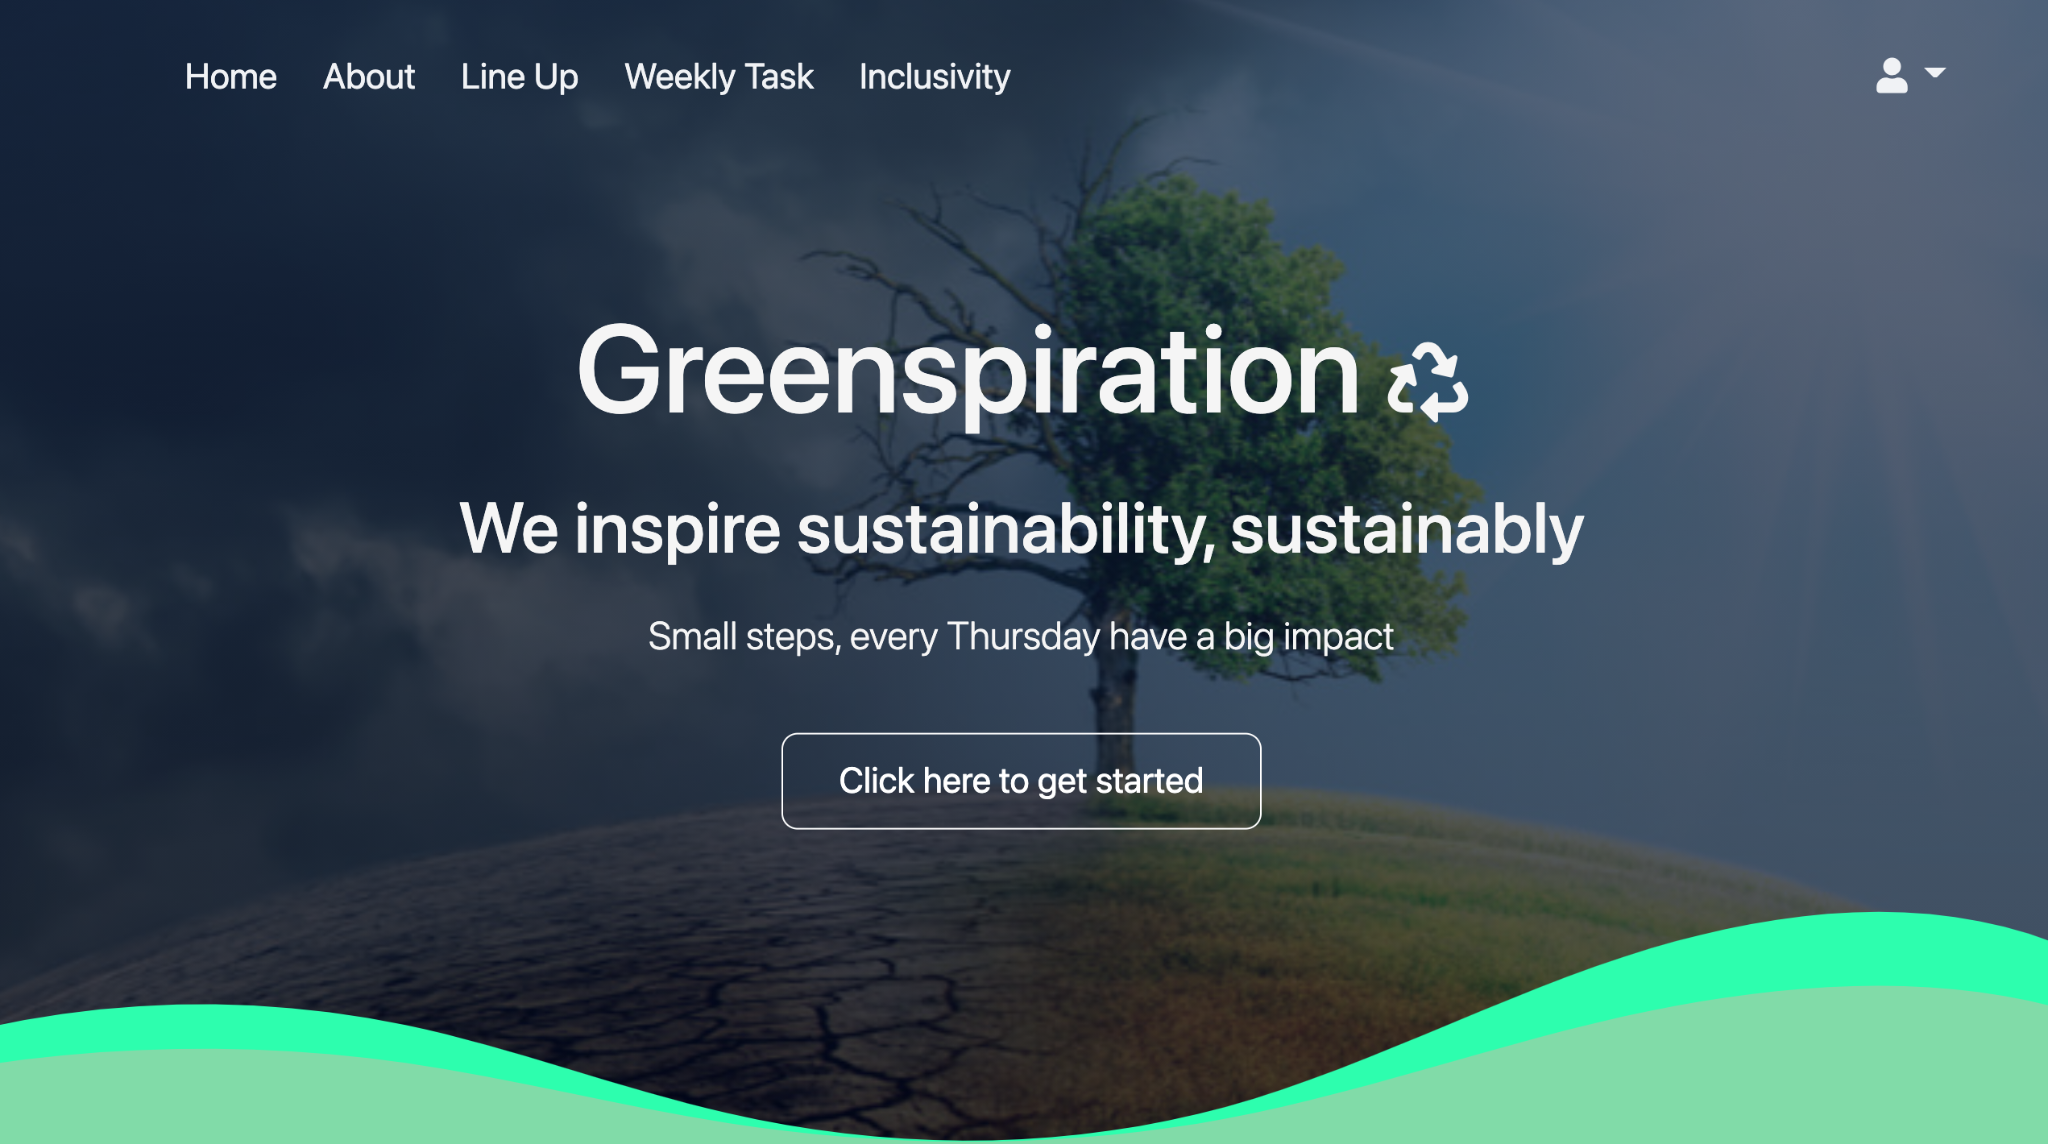 Home About Line Up Weekly Task Inclusivity
Greenspiration
We inspire sustainability, sustainably
Small steps, every Thursday have a big impact
Click here to get started